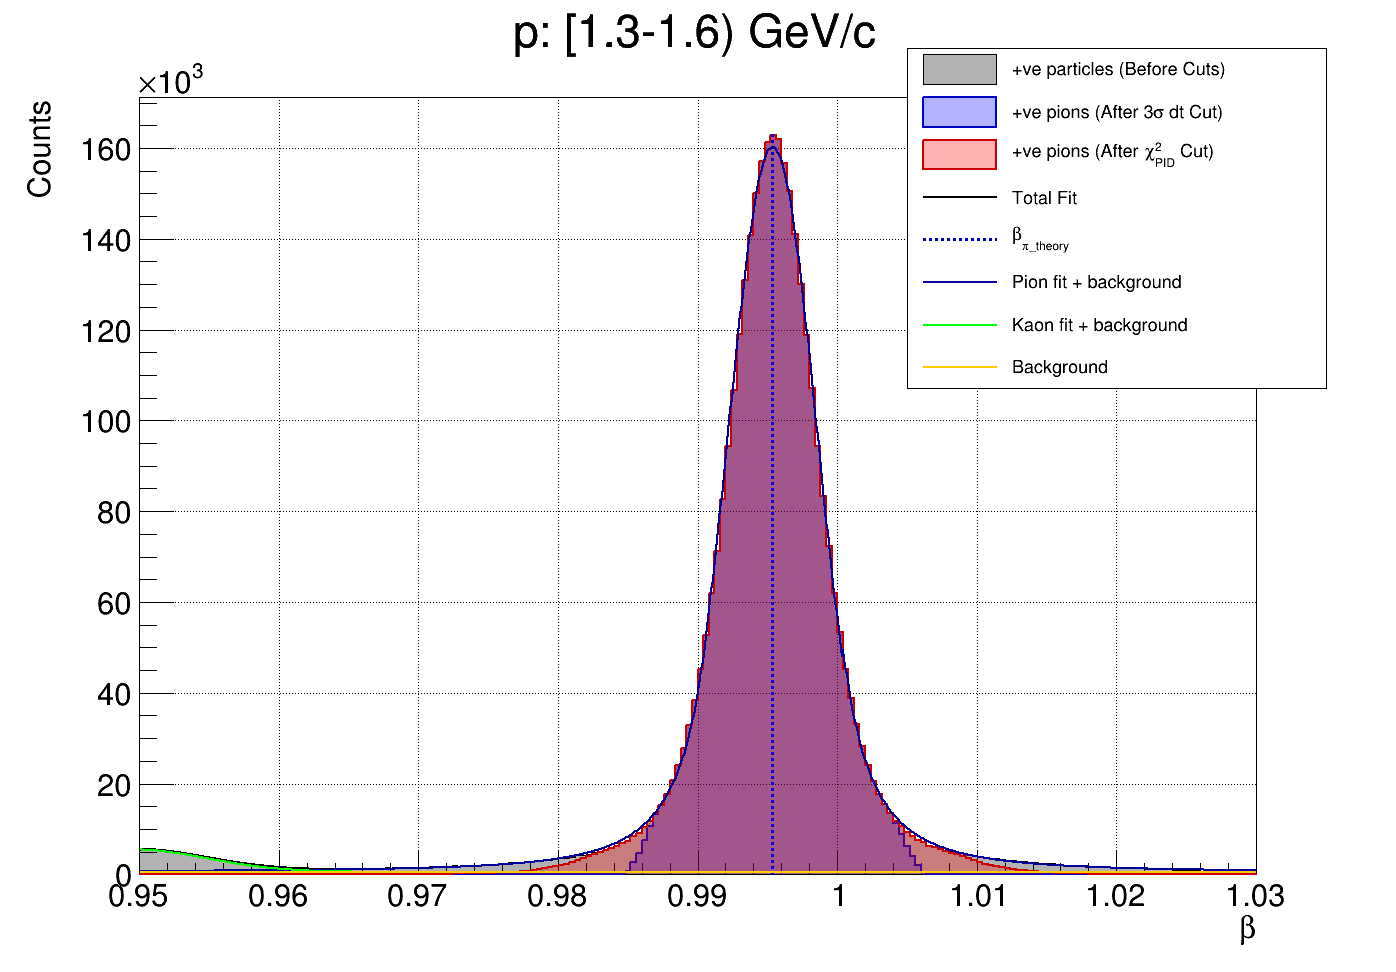 p: [1.3-1.6) GeV/c
×10³
Counts
160
140
120
100
80
60
40
20
0
0.95
0.96
0.97
0.98
0.99
1
1.01
1.02
1.03
β
+ve particles (Before Cuts)
+ve pions (After 3σ dt Cut)
+ve pions (After χ²PID Cut)
Total Fit
βπ_theory
Pion fit + background
Kaon fit + background
Background